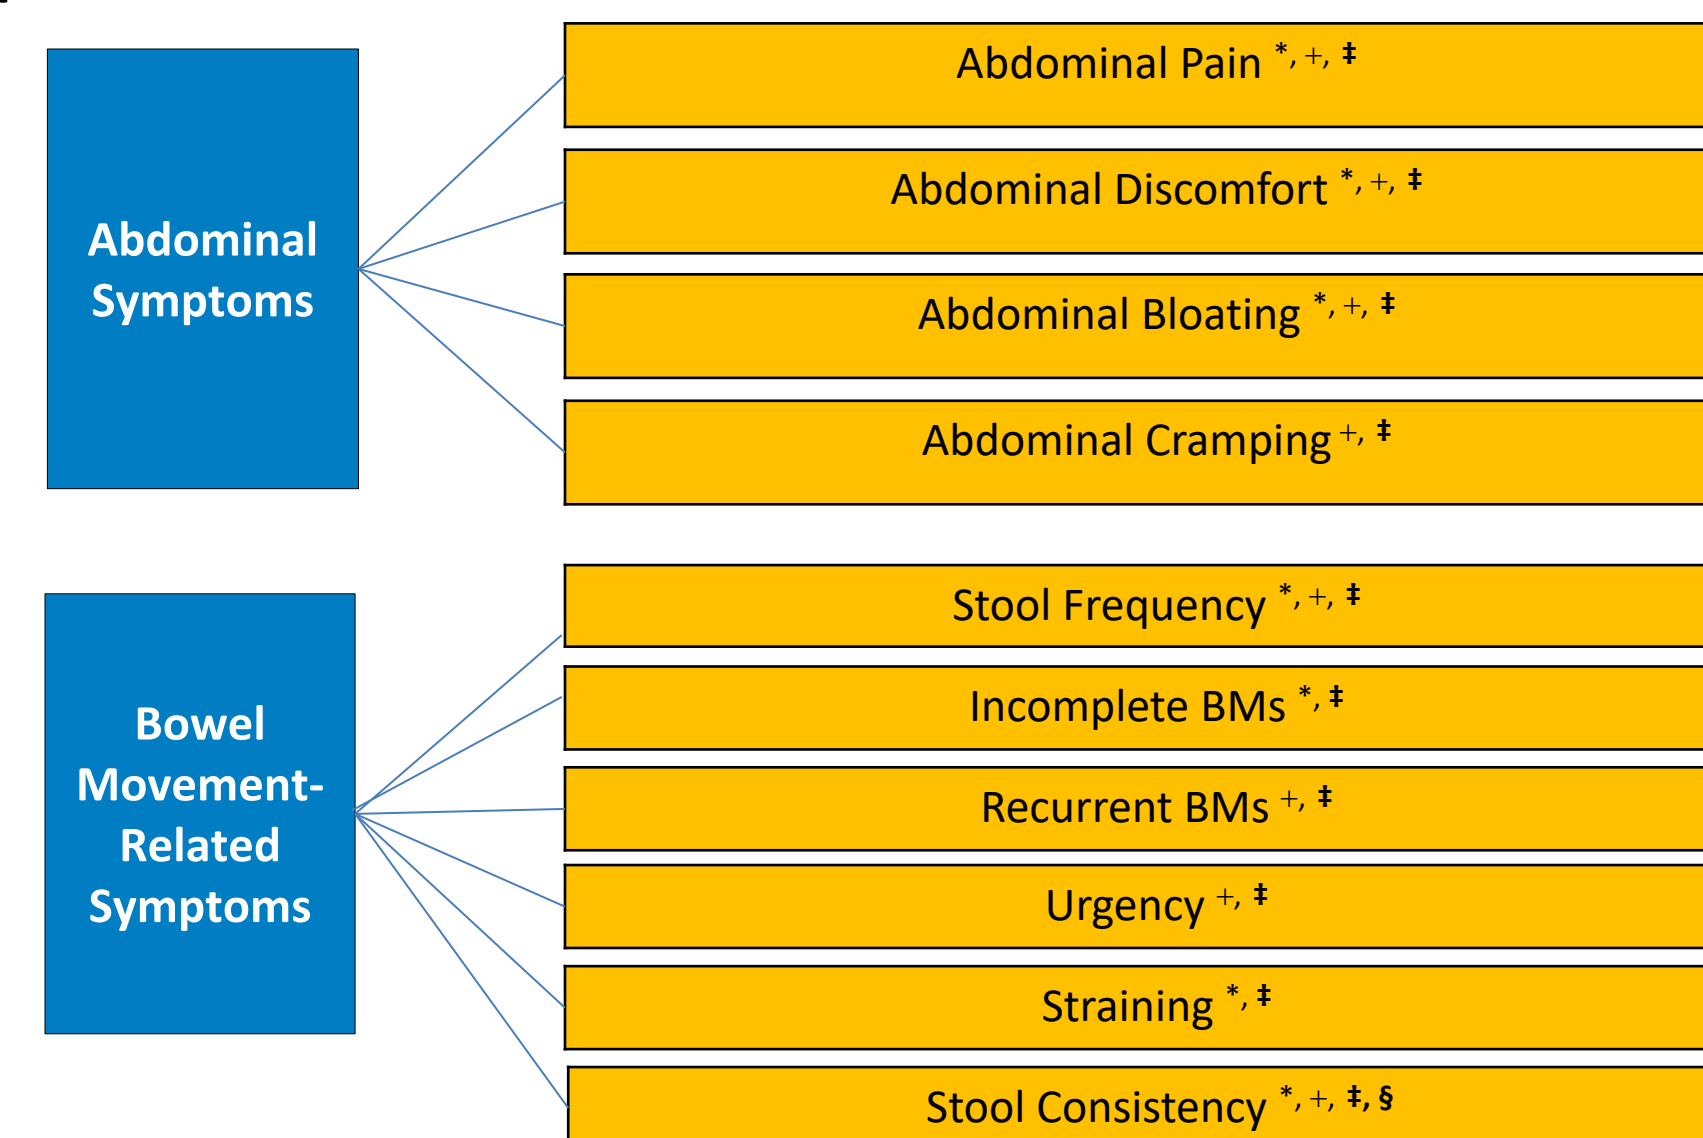 Abdominal
Symptoms
Abdominal Pain *, +, ‡
Abdominal Discomfort *, +, ‡
Abdominal Bloating *, +, ‡
Abdominal Cramping +, ‡
Bowel
Movement-
Related
Symptoms
Stool Frequency *, +, ‡
Incomplete BMs *, ‡
Recurrent BMs +, ‡
Urgency +, ‡
Straining *, ‡
Stool Consistency *, +, ‡, §